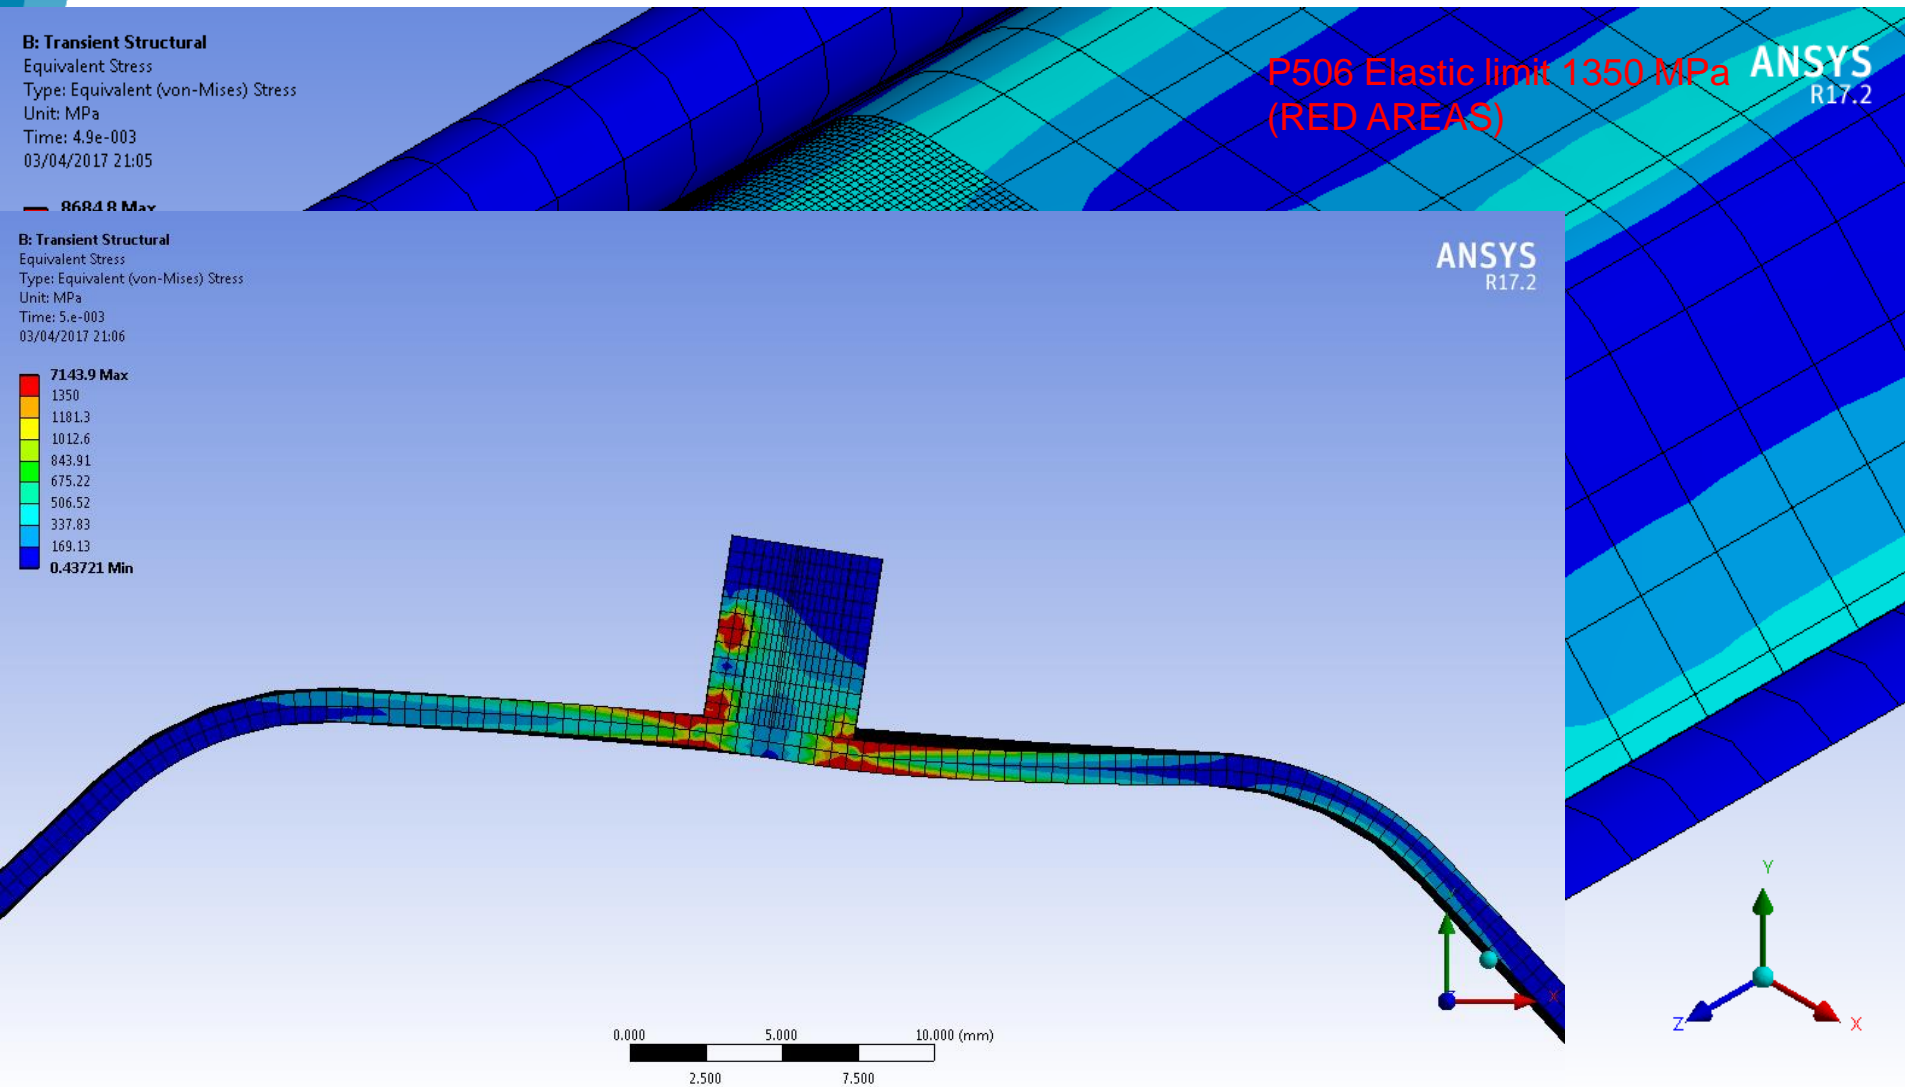 B: Transient Structural
Equivalent Stress
Type: Equivalent (von-Mises) Stress
Unit: MPa
Time: 4.9e-003
03/04/2017 21:05
8684.8 Max
P506 Elastic limit 1350 MPa
(RED AREAS)
ANSYS
R17.2
B: Transient Structural
Equivalent Stress
Type: Equivalent (von-Mises) Stress
Unit: MPa
Time: 5.e-003
03/04/2017 21:06
7143.9 Max
1350
1181.3
1012.6
843.91
675.22
506.52
337.83
169.13
0.43721 Min
ANSYS
R17.2
X
0.000 5.000 10.000 (mm)
2.500 7.500
Y
Z X